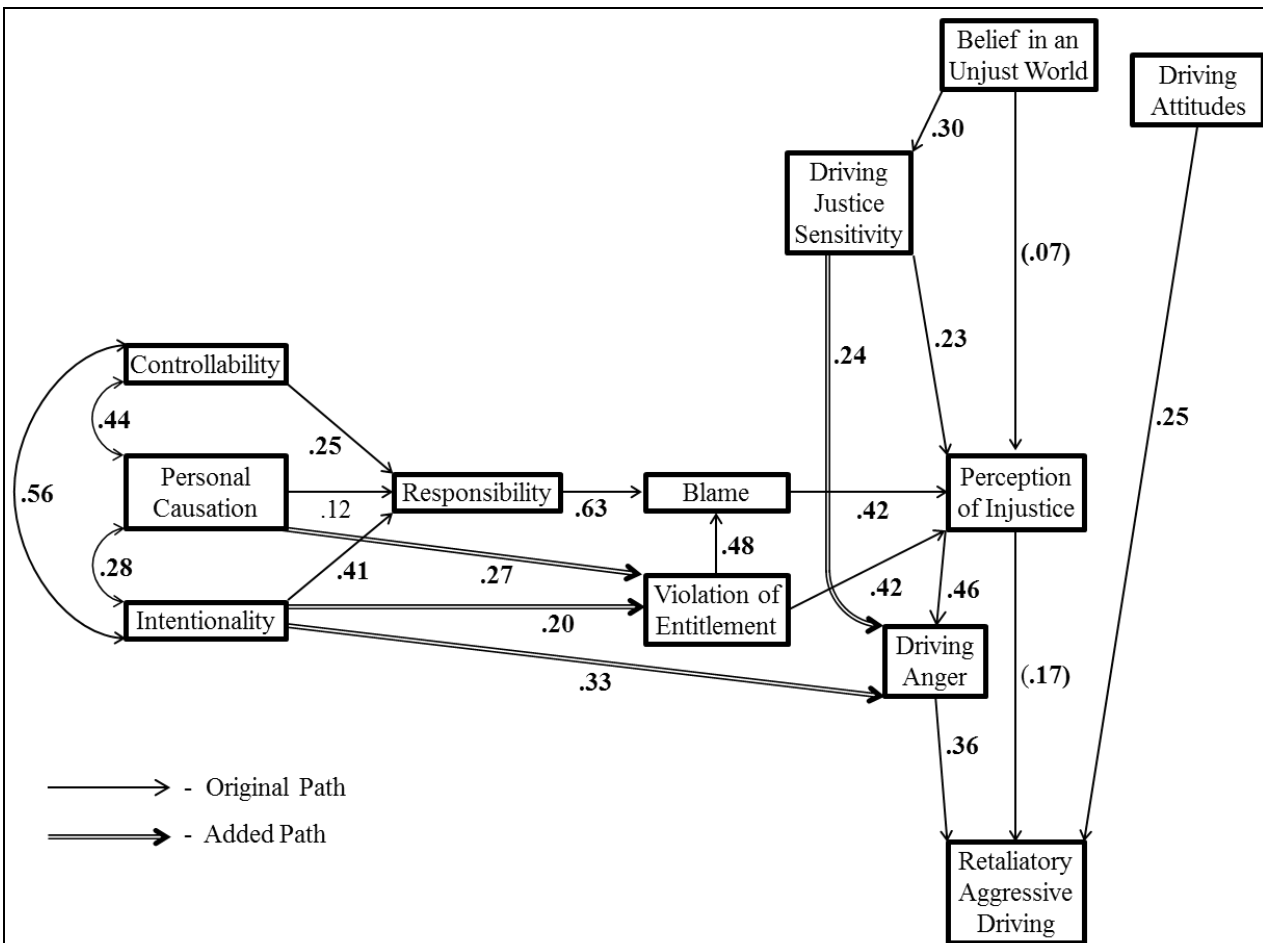 Belief in an
Unjust World
Driving
Attitudes
.30
Driving
Justice
Sensitivity
(.07)
.24
.23
.25
Controllability
.44
.25
.56
Personal
Causation
.12
Responsibility
.63
Blame
.42
Perception
of Injustice
.28
.41
.27
.48
.42
.46
Intentionality
.20
Violation of
Entitlement
.33
Driving
Anger
(.17)
.36
- Original Path
- Added Path
Retaliatory
Aggressive
Driving